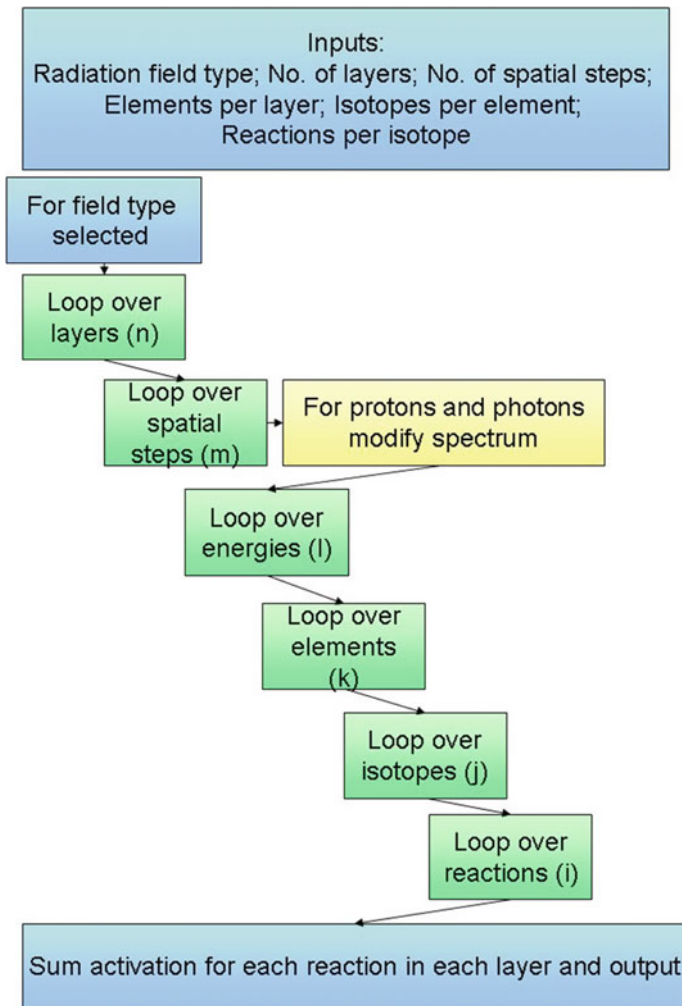 Inputs:
Radiation field type; No. of layers; No. of spatial steps;
Elements per layer; Isotopes per element;
Reactions per isotope
For field type
selected
Loop over
layers (n)
Loop over
spatial
steps (m)
For protons and photons
modify spectrum
Loop over
energies (l)
Loop over
elements
(k)
Loop over
isotopes (j)
Loop over
reactions (i)
Sum activation for each reaction in each layer and output